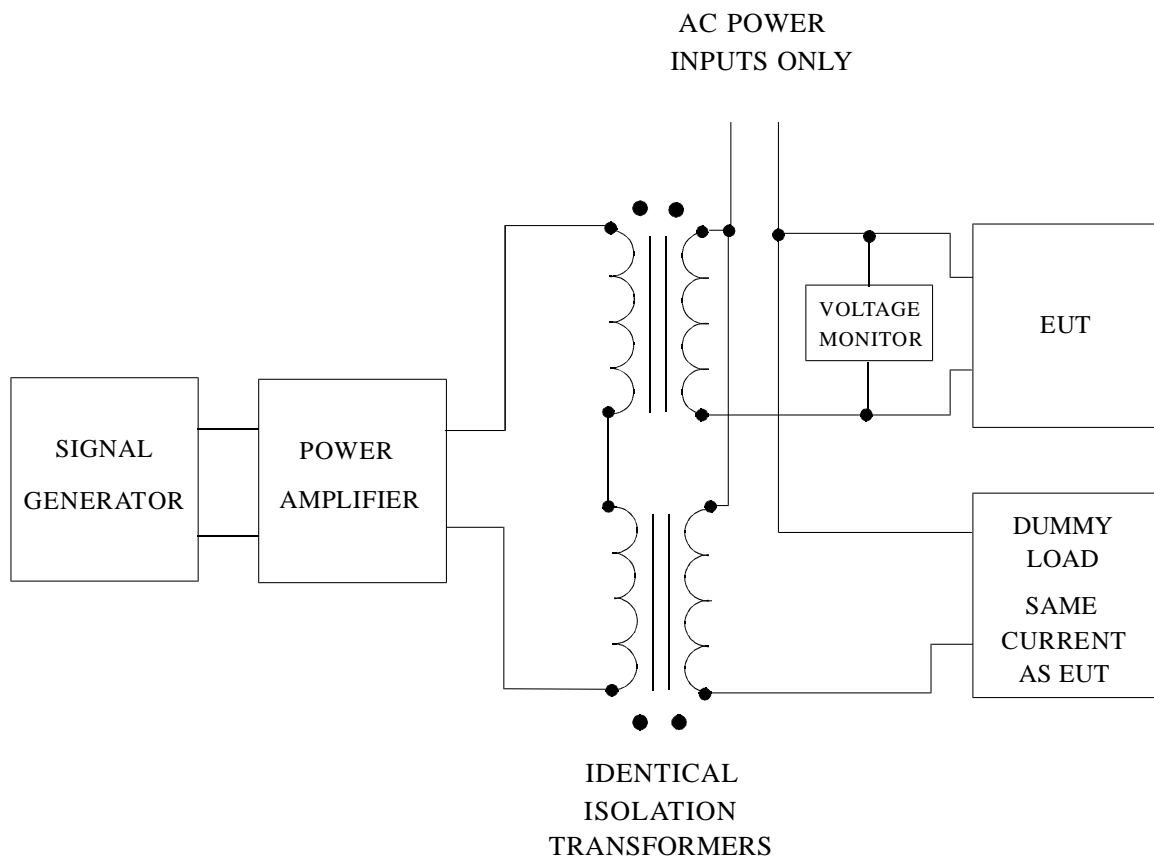 AC POWER
INPUTS ONLY
VOLTAGE
MONITOR
EUT
SIGNAL
GENERATOR
POWER
AMPLIFIER
DUMMY
LOAD
SAME
CURRENT
AS EUT
IDENTICAL
ISOLATION
TRANSFORMERS